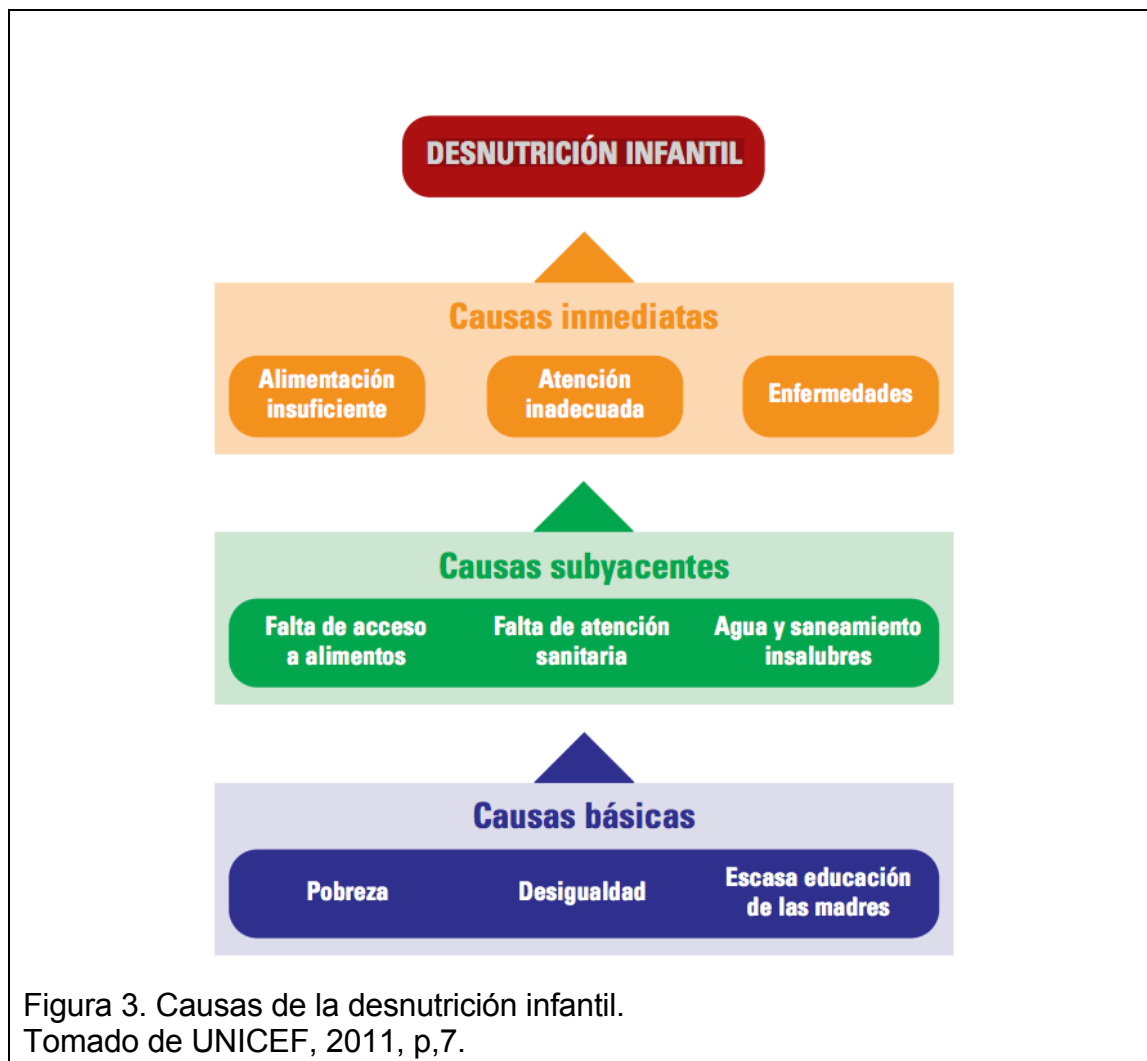 DESNUTRICIÓN INFANTIL
Causas inmediatas
Alimentación
insuficiente
Atención
inadecuada
Enfermedades
Causas subyacentes
Falta de acceso
a alimentos
Falta de atención
sanitaria
Agua y saneamiento
insalubres
Causas básicas
Pobreza
Desigualdad
Escasa educación
de las madres
Figura 3. Causas de la desnutrición infantil.
Tomado de UNICEF, 2011, p,7.